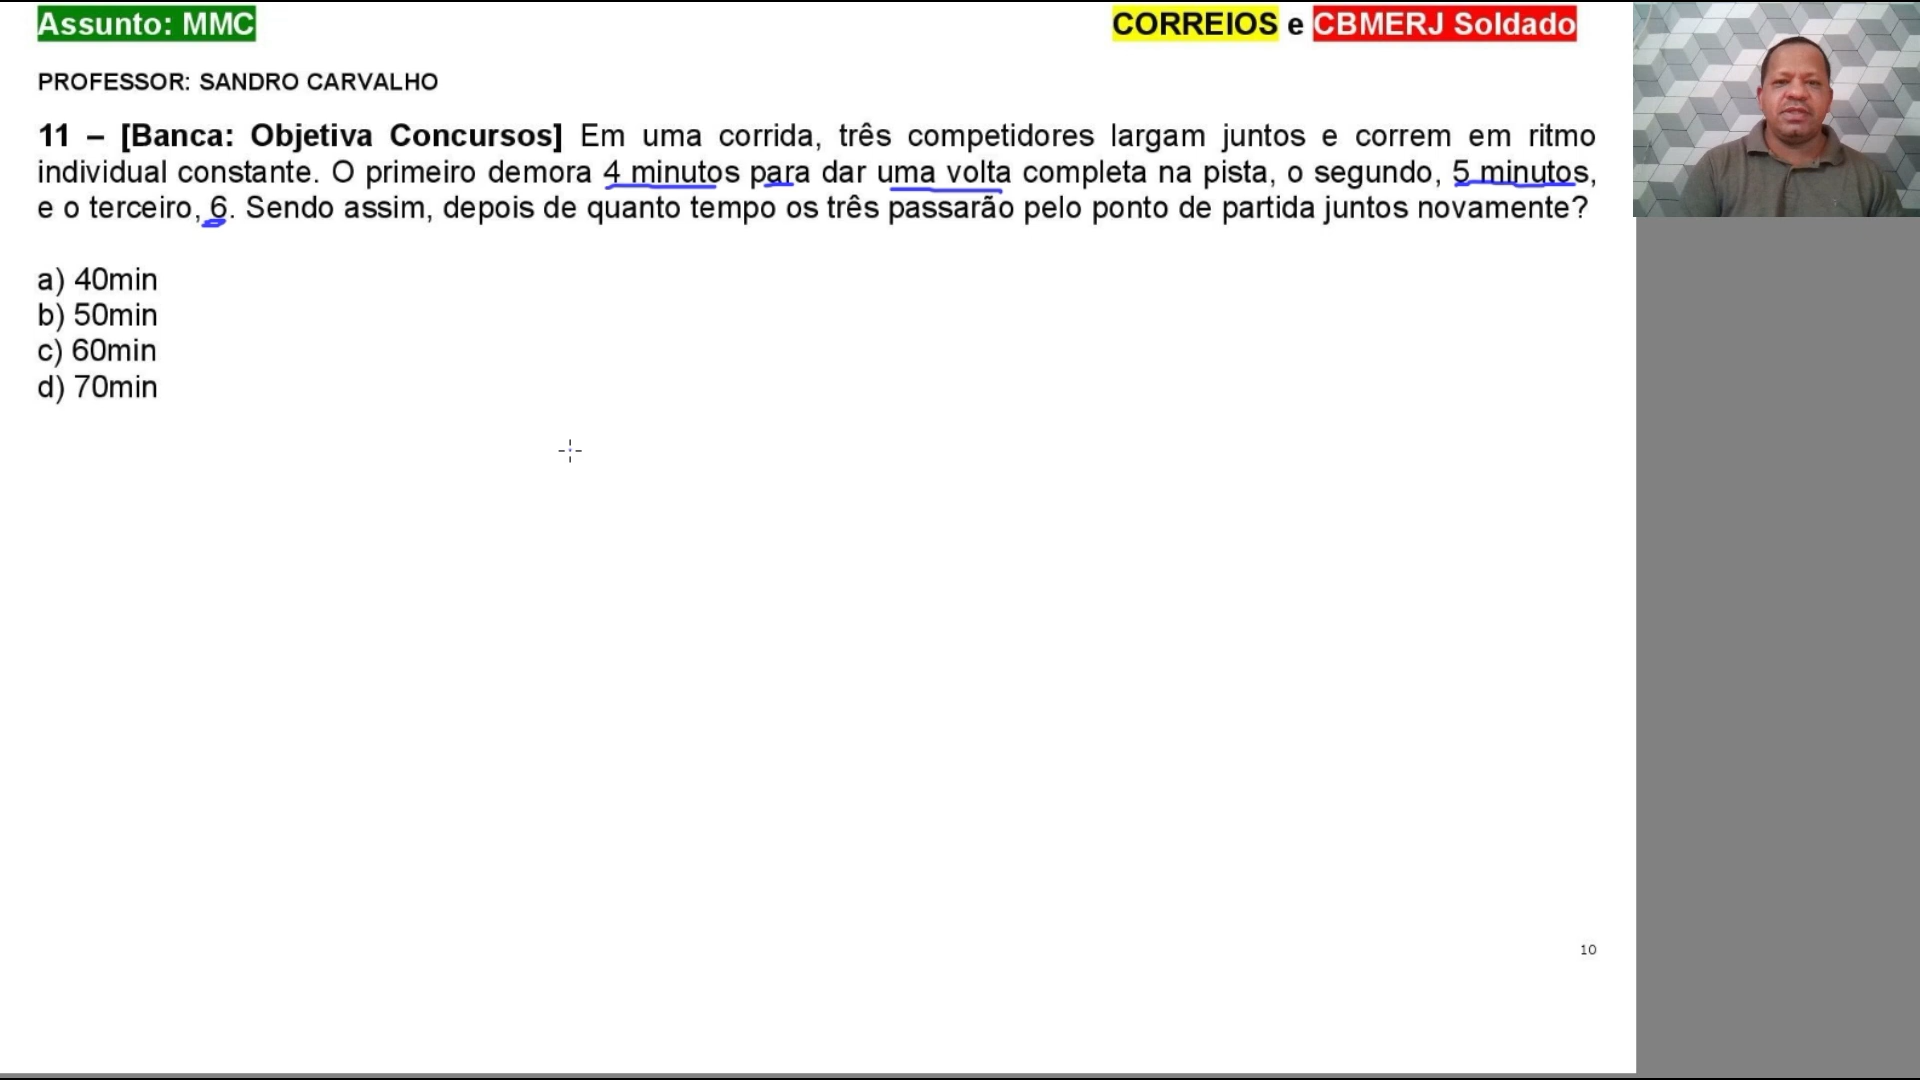 Assunto: MMC CORREIOS e CBMERJ Soldado
PROFESSOR: SANDRO CARVALHO
11 – [Banca: Objetiva Concursos] Em uma corrida, três competidores largam juntos e correm em ritmo
individual constante. O primeiro demora 4 minutos para dar uma volta completa na pista, o segundo, 5 minutos,
e o terceiro, 6. Sendo assim, depois de quanto tempo os três passarão pelo ponto de partida juntos novamente?
a) 40min
b) 50min
c) 60min
d) 70min
10